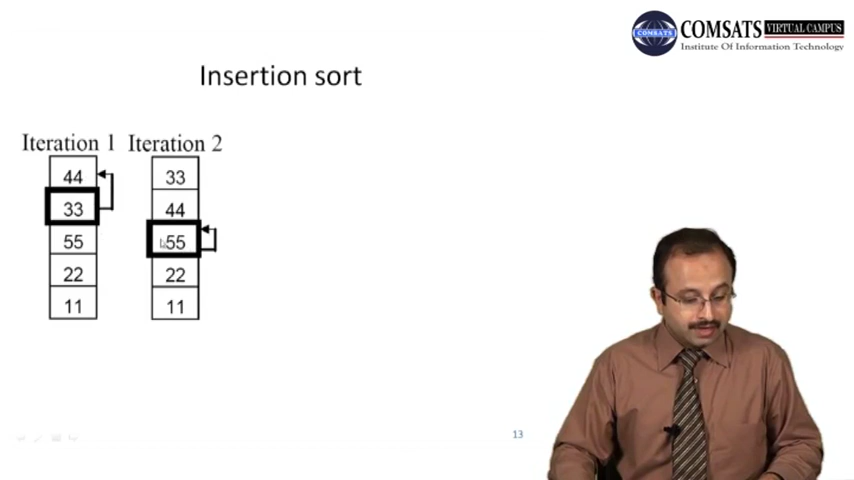 COMSATS VIRTUAL CAMPUS
COMSATS
Institute Of Information Technology
Insertion sort
Iteration 1 Iteration 2
44 33
33 44
55 55
22 22
11 11
13